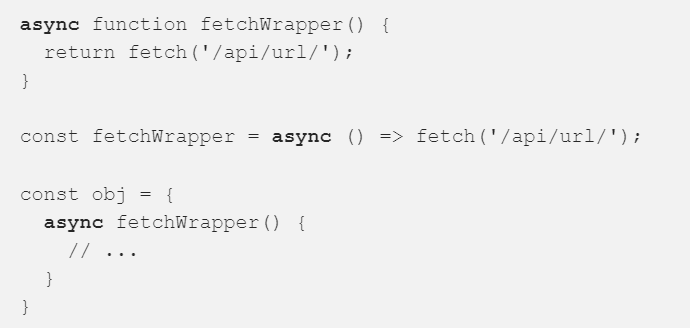 async function fetchWrapper() {
  return fetch('/api/url/');
}

const fetchWrapper = async () => fetch('/api/url/');

const obj = {
  async fetchWrapper() {
    // ...
  }
}